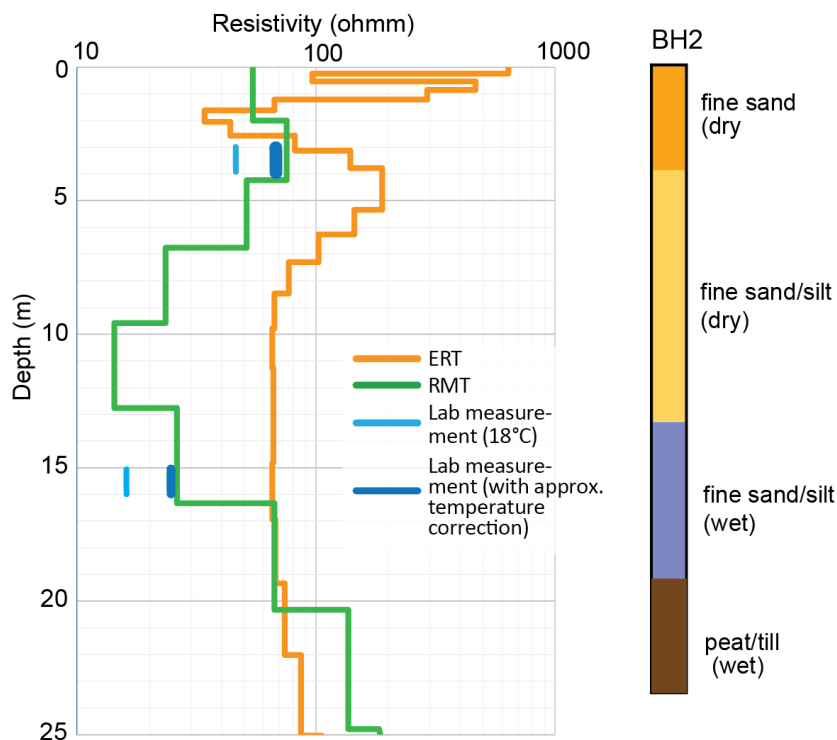 Resistivity (ohmm)
10
100
1000
0
5
10
15
20
25
Depth (m)
ERT
RMT
Lab measure-
ment (18°C)
Lab measure-
ment (with approx.
temperature
correction)
BH2
fine sand
(dry
fine sand/silt
(dry)
fine sand/silt
(wet)
peat/till
(wet)